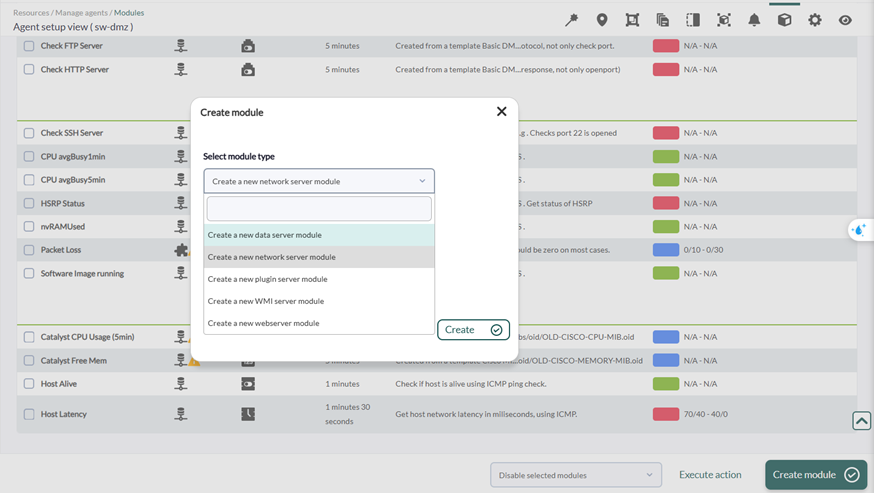 Resources / Manage agents / Modules
Agent setup view ( sw-dmz )
Check FTP Server 5 minutes Created from a template Basic DM...otocol, not only check port. N/A - N/A
Check HTTP Server 5 minutes Created from a template Basic DM...response, not only openport) N/A - N/A
Create module
Check SSH Server .g . Checks port 22 is opened N/A - N/A
Select module type
CPU avgBusy1min S . N/A - N/A
Create a new network server module
CPU avgBusy5min S . N/A - N/A
HSRP Status S . Get status of HSRP N/A - N/A
nvRAMUsed S . N/A - N/A
Create a new data server module
Packet Loss uld be zero on most cases. 0/10 - 0/30
Create a new network server module
Software Image running S . N/A - N/A
Create a new plugin server module
Create a new WMI server module
Create a new webserver module
Create
Catalyst CPU Usage (5min) bs/oid/OLD-CISCO-CPU-MIB.oid N/A - N/A
Catalyst Free Mem oid/OLD-CISCO-MEMORY-MIB.oid N/A - N/A
Host Alive 1 minutes Check if host is alive using ICMP ping check. N/A - N/A
Host Latency 1 minutes 30 seconds Get host network latency in miliseconds, using ICMP. 70/40 - 40/0
Disable selected modules Execute action Create module